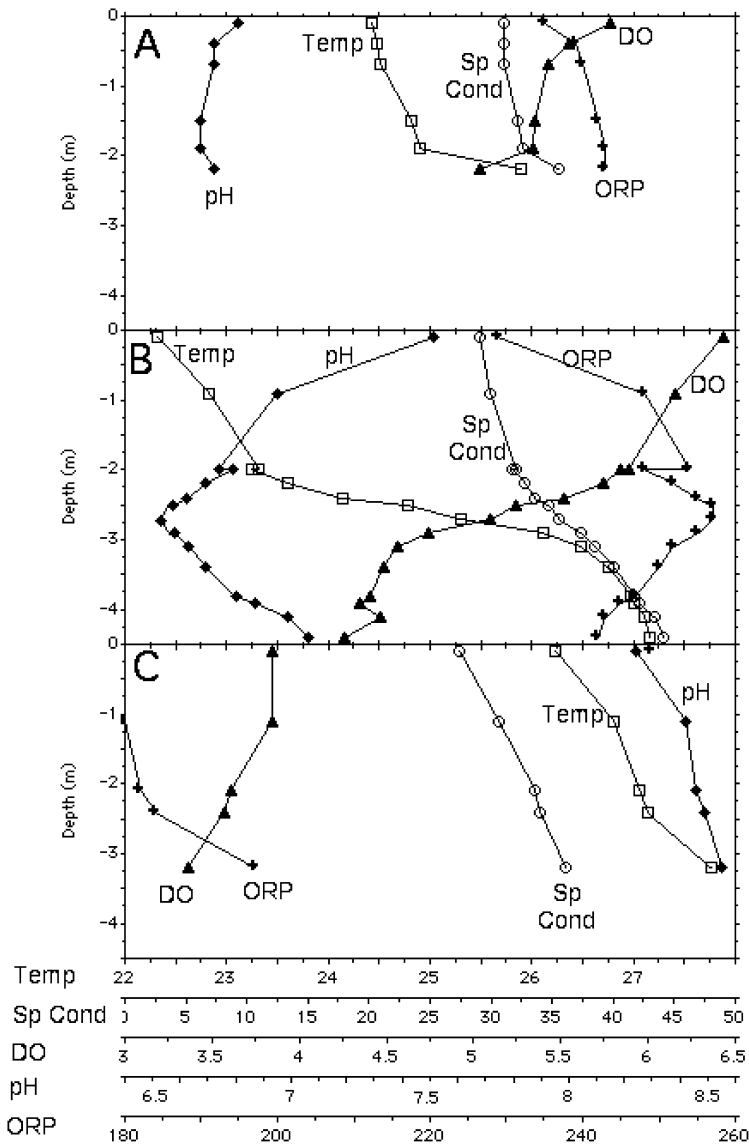 0
A
Temp
Sp
Cond
DO
-1
Depth (m)
-2
pH
ORP
-3
-4
0
B
Temp
pH
ORP
DO
-1
Sp
Cond
Depth (m)
-2
-3
-4
0
C
pH
-1
Temp
Depth (m)
-2
-3
DO
ORP
Sp
Cond
-4
22 23 24 25 26 27
Temp
Sp Cond
0 5 10 15 20 25 30 35 40 45 50
DO
3 3.5 4 4.5 5 5.5 6 6.5
pH
6.5 7 7.5 8 8.5
ORP
180 200 220 240 260